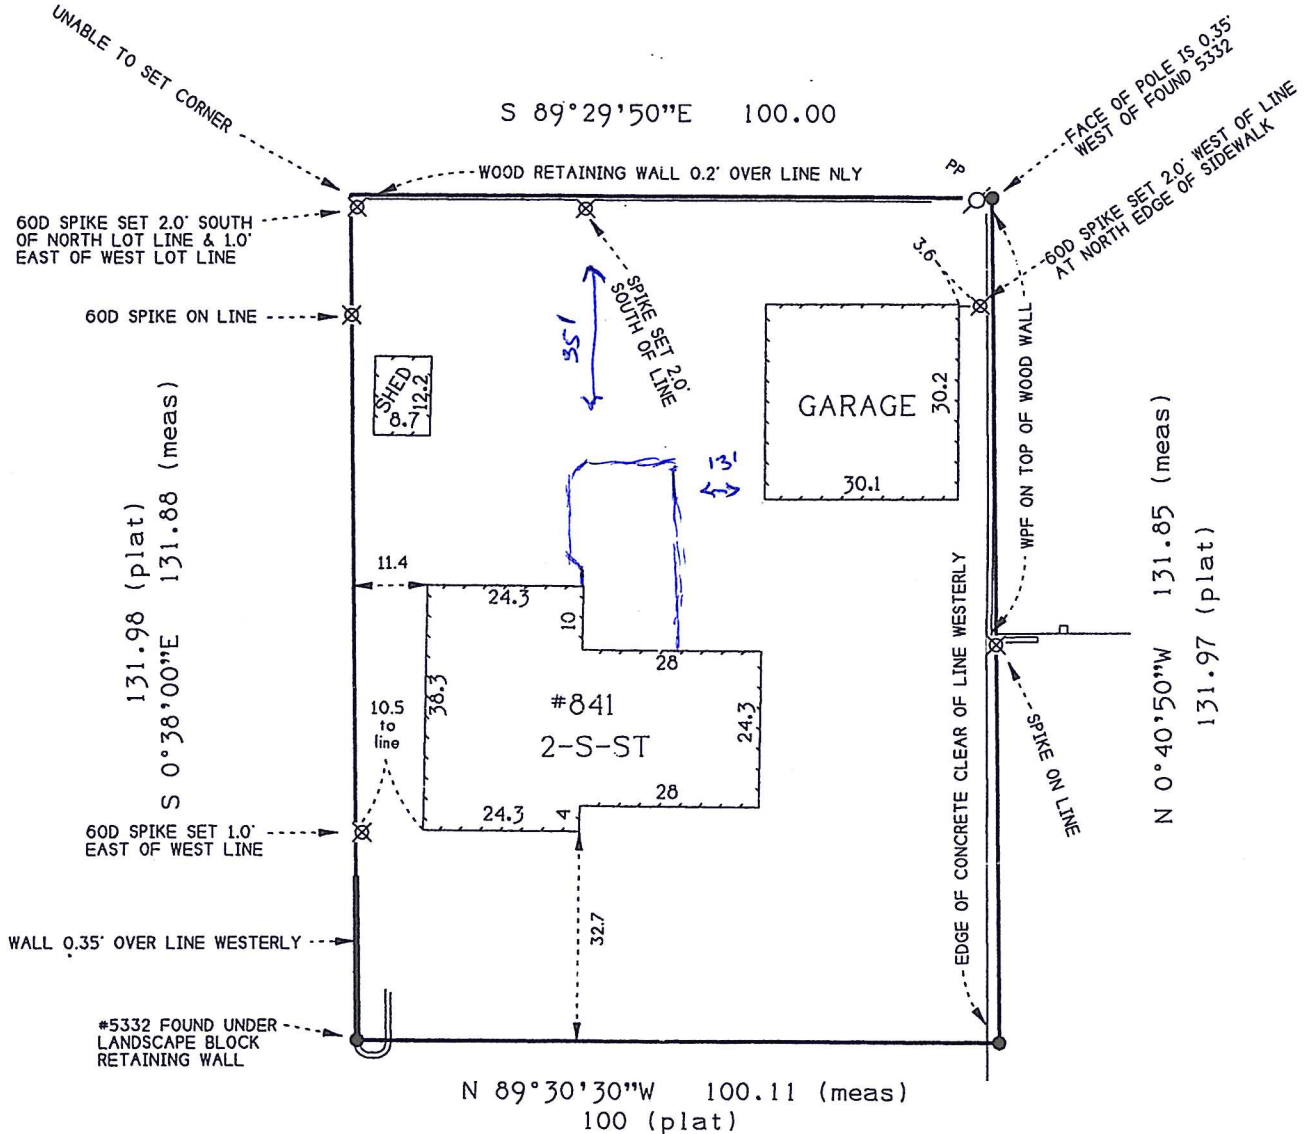 UNABLE TO SET CORNER
S 89°29'50"E 100.00
FACE OF POLE IS 0.35'
WEST OF FOUND 5332
WOOD RETAINING WALL 0.2' OVER LINE NLY
PP
60D SPIKE SET 2.0' WEST OF LINE
AT NORTH EDGE OF SIDEWALK
60D SPIKE SET 2.0' SOUTH
OF NORTH LOT LINE & 1.0'
EAST OF WEST LOT LINE
3.6
SPIKE SET 2.0'
SOUTH OF LINE
60D SPIKE ON LINE
35'
SHED
12.2
8.7
GARAGE
30.2
30.1
13'
WPF ON TOP OF WOOD WALL
131.98 (plat)
S 0°38'00"E 131.88 (meas)
N 0°40'50"W 131.85 (meas)
131.97 (plat)
11.4
24.3
10
28
38.3
#841
2-S-ST
24.3
10.5
to
line
28
24.3
4
EDGE OF CONCRETE CLEAR OF LINE WESTERLY
SPIKE ON LINE
60D SPIKE SET 1.0'
EAST OF WEST LINE
32.7
WALL 0.35' OVER LINE WESTERLY
#5332 FOUND UNDER
LANDSCAPE BLOCK
RETAINING WALL
N 89°30'30"W 100.11 (meas)
100 (plat)